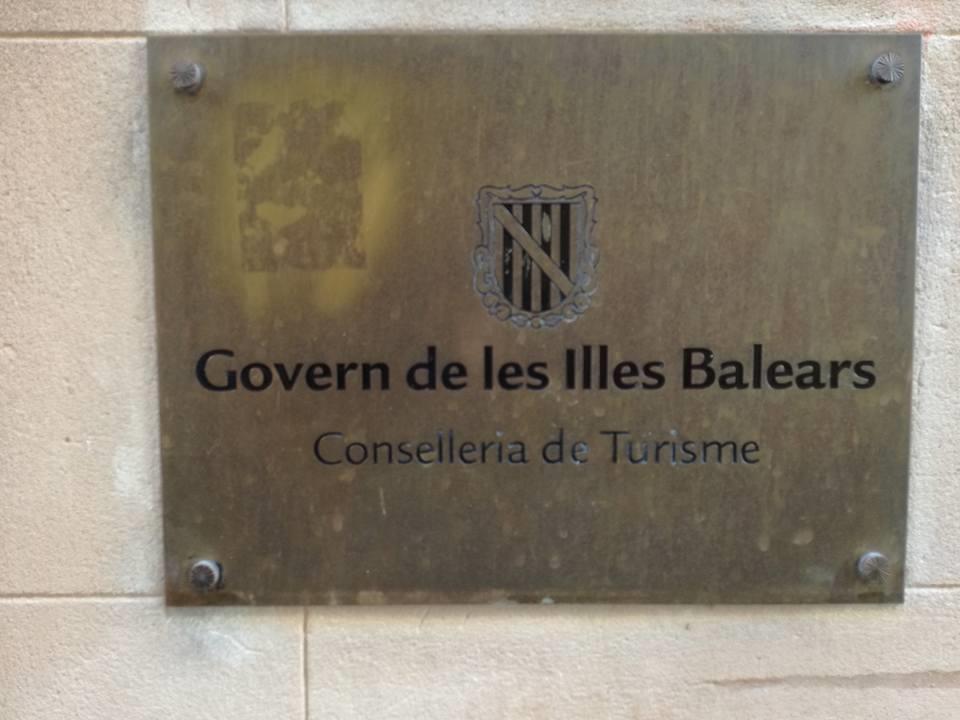 Govern de les Illes Balears
Conselleria de Turisme